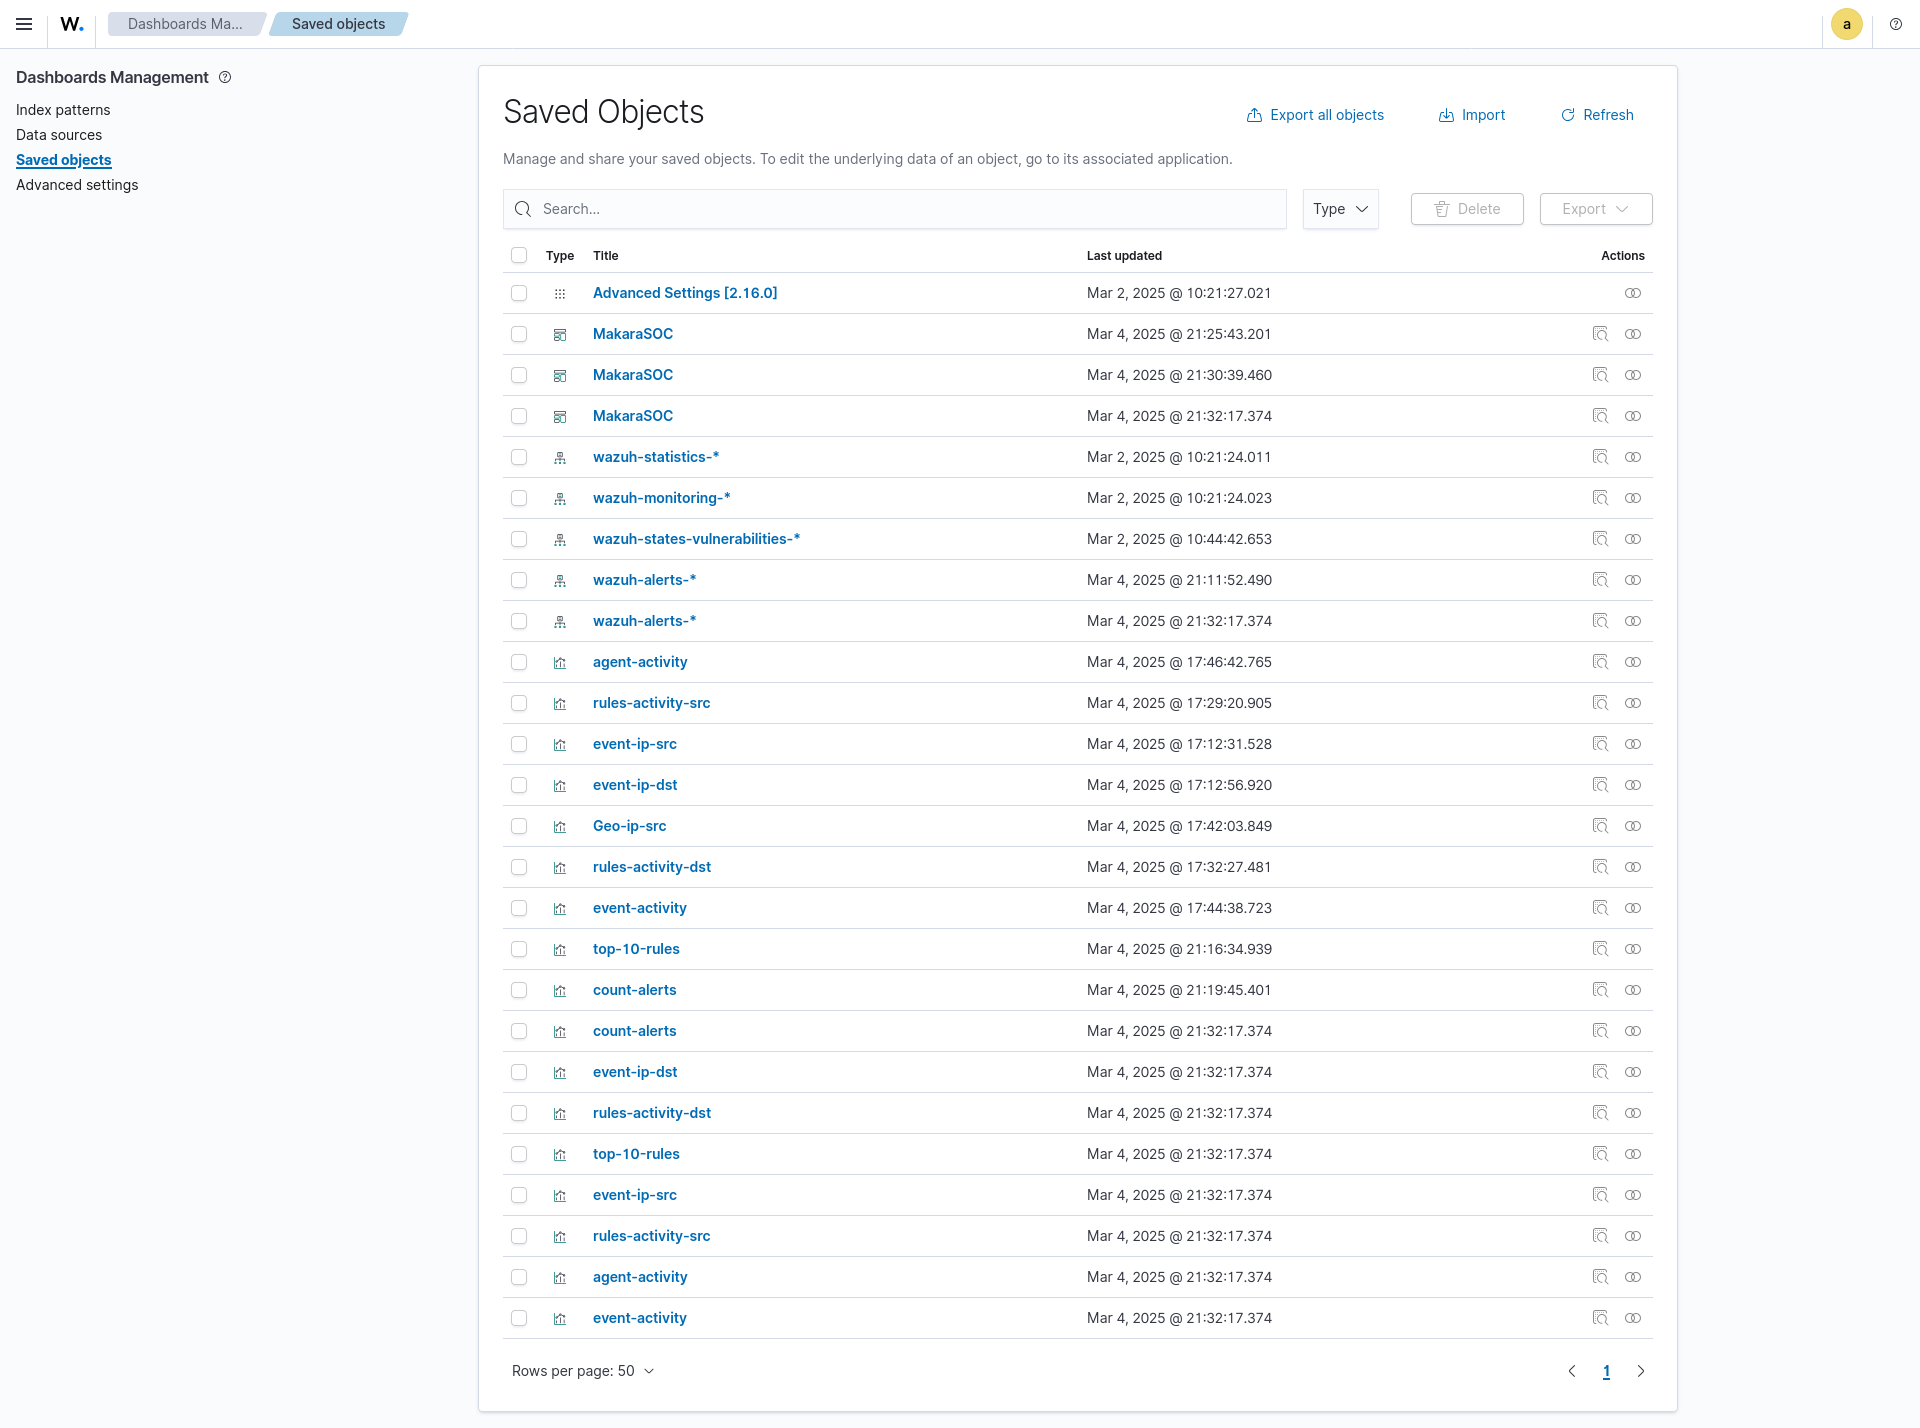 W.
Dashboards Ma...
Saved objects
a
Dashboards Management
Index patterns
Data sources
Saved objects
Advanced settings
Saved Objects
Export all objects
Import
Refresh
Manage and share your saved objects. To edit the underlying data of an object, go to its associated application.
Search...
Type
Delete
Export
Type Title Last updated Actions
Advanced Settings [2.16.0] Mar 2, 2025 @ 10:21:27.021
MakaraSOC Mar 4, 2025 @ 21:25:43.201
MakaraSOC Mar 4, 2025 @ 21:30:39.460
MakaraSOC Mar 4, 2025 @ 21:32:17.374
wazuh-statistics-* Mar 2, 2025 @ 10:21:24.011
wazuh-monitoring-* Mar 2, 2025 @ 10:21:24.023
wazuh-states-vulnerabilities-* Mar 2, 2025 @ 10:44:42.653
wazuh-alerts-* Mar 4, 2025 @ 21:11:52.490
wazuh-alerts-* Mar 4, 2025 @ 21:32:17.374
agent-activity Mar 4, 2025 @ 17:46:42.765
rules-activity-src Mar 4, 2025 @ 17:29:20.905
event-ip-src Mar 4, 2025 @ 17:12:31.528
event-ip-dst Mar 4, 2025 @ 17:12:56.920
Geo-ip-src Mar 4, 2025 @ 17:42:03.849
rules-activity-dst Mar 4, 2025 @ 17:32:27.481
event-activity Mar 4, 2025 @ 17:44:38.723
top-10-rules Mar 4, 2025 @ 21:16:34.939
count-alerts Mar 4, 2025 @ 21:19:45.401
count-alerts Mar 4, 2025 @ 21:32:17.374
event-ip-dst Mar 4, 2025 @ 21:32:17.374
rules-activity-dst Mar 4, 2025 @ 21:32:17.374
top-10-rules Mar 4, 2025 @ 21:32:17.374
event-ip-src Mar 4, 2025 @ 21:32:17.374
rules-activity-src Mar 4, 2025 @ 21:32:17.374
agent-activity Mar 4, 2025 @ 21:32:17.374
event-activity Mar 4, 2025 @ 21:32:17.374
Rows per page: 50
1